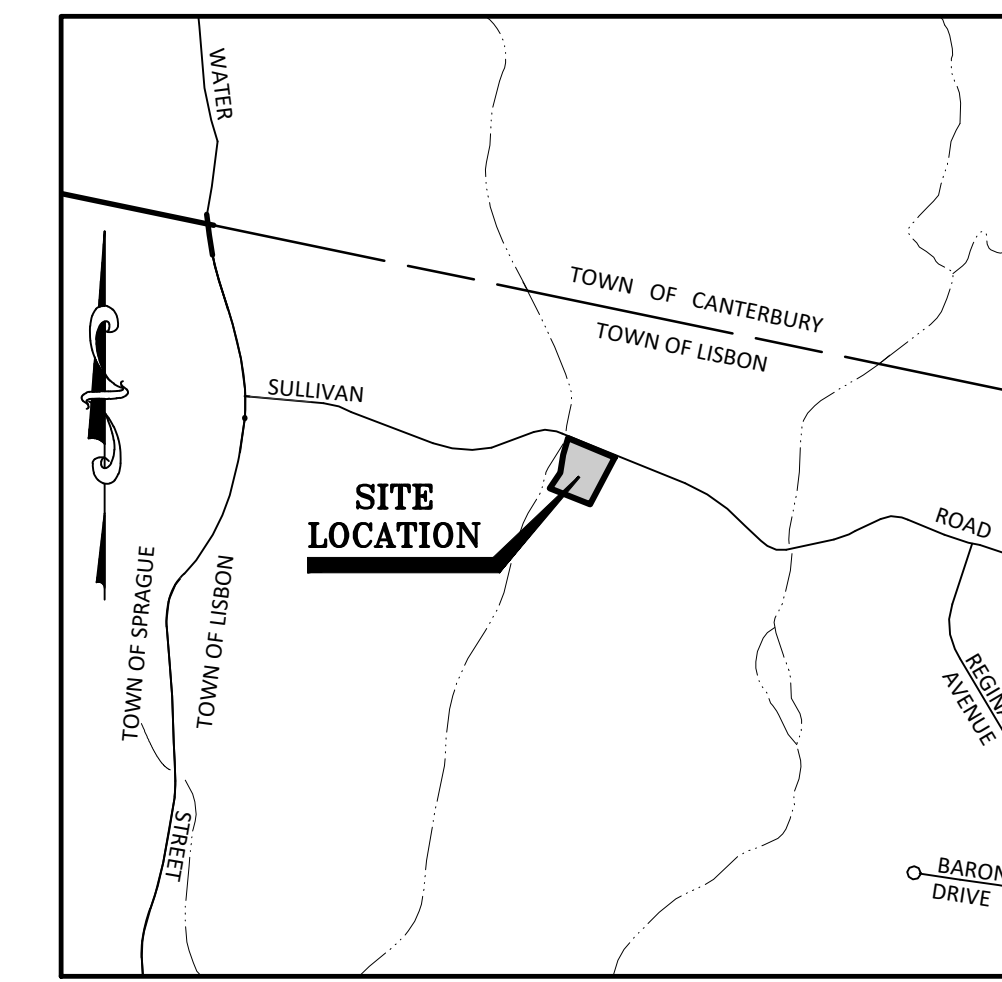 WATER
TOWN OF CANTERBURY
TOWN OF LISBON
SULLIVAN
SITE
LOCATION
ROAD
TOWN OF SPRAGUE
TOWN OF LISBON
REGINA
AVENUE
STREET
BARON
DRIVE